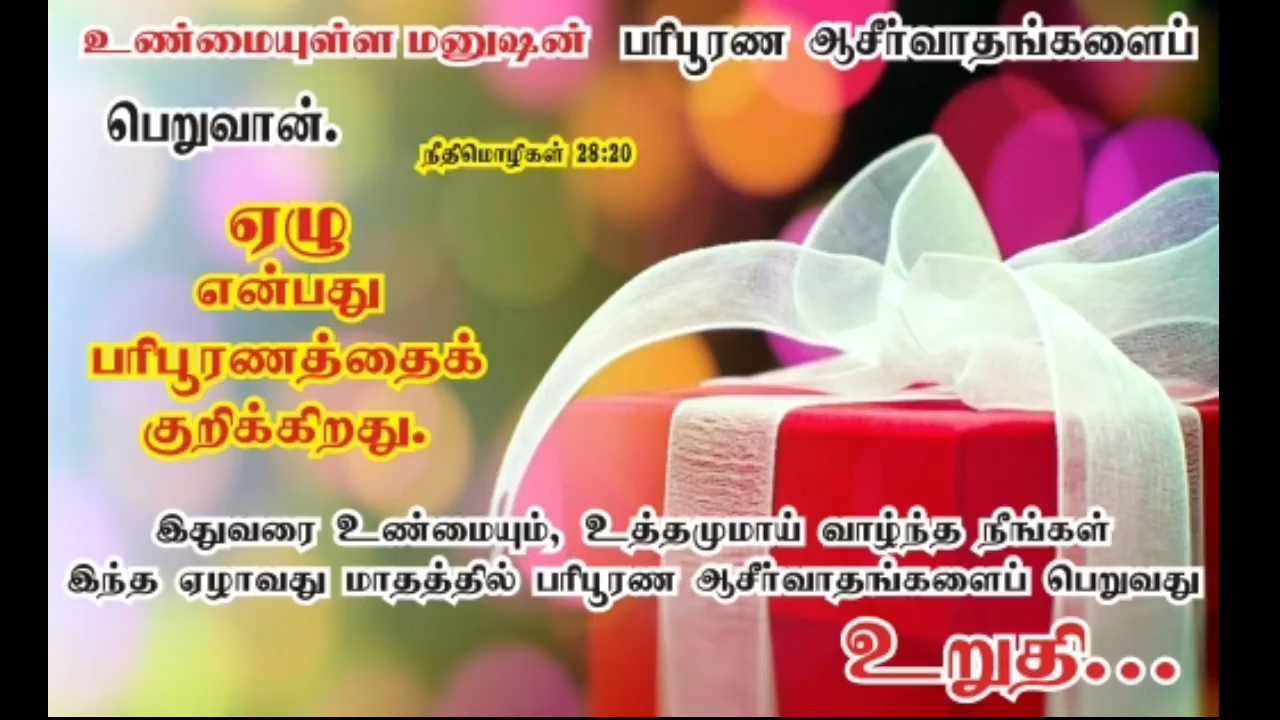 உண்மையுள்ள மனுஷன் பரிபூரண ஆசீர்வாதங்களைப்
பெறுவான்.
நீதிமொழிகள் 28:20
ஏழு
என்பது
பரிபூரணத்தைக்
குறிக்கிறது.
இதுவரை உண்மையும், உத்தமுமாய் வாழ்ந்த நீங்கள்
இந்த ஏழாவது மாதத்தில் பரிபூரண ஆசீர்வாதங்களைப் பெறுவது
உறுதி...